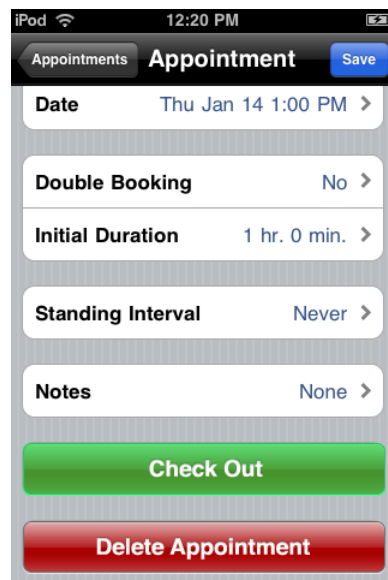 iPod 12:20 PM
Appointments Appointment Save
Date Thu Jan 14 1:00 PM
Double Booking No
Initial Duration 1 hr. 0 min.
Standing Interval Never
Notes None
Check Out
Delete Appointment